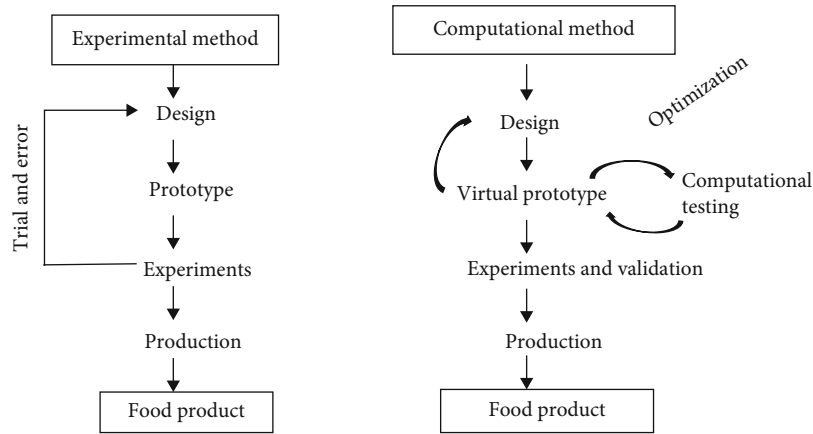 Experimental method
Design
Prototype
Trial and error
Experiments
Production
Food product
Computational method
Optimization
Design
Virtual prototype
Computational
testing
Experiments and validation
Production
Food product